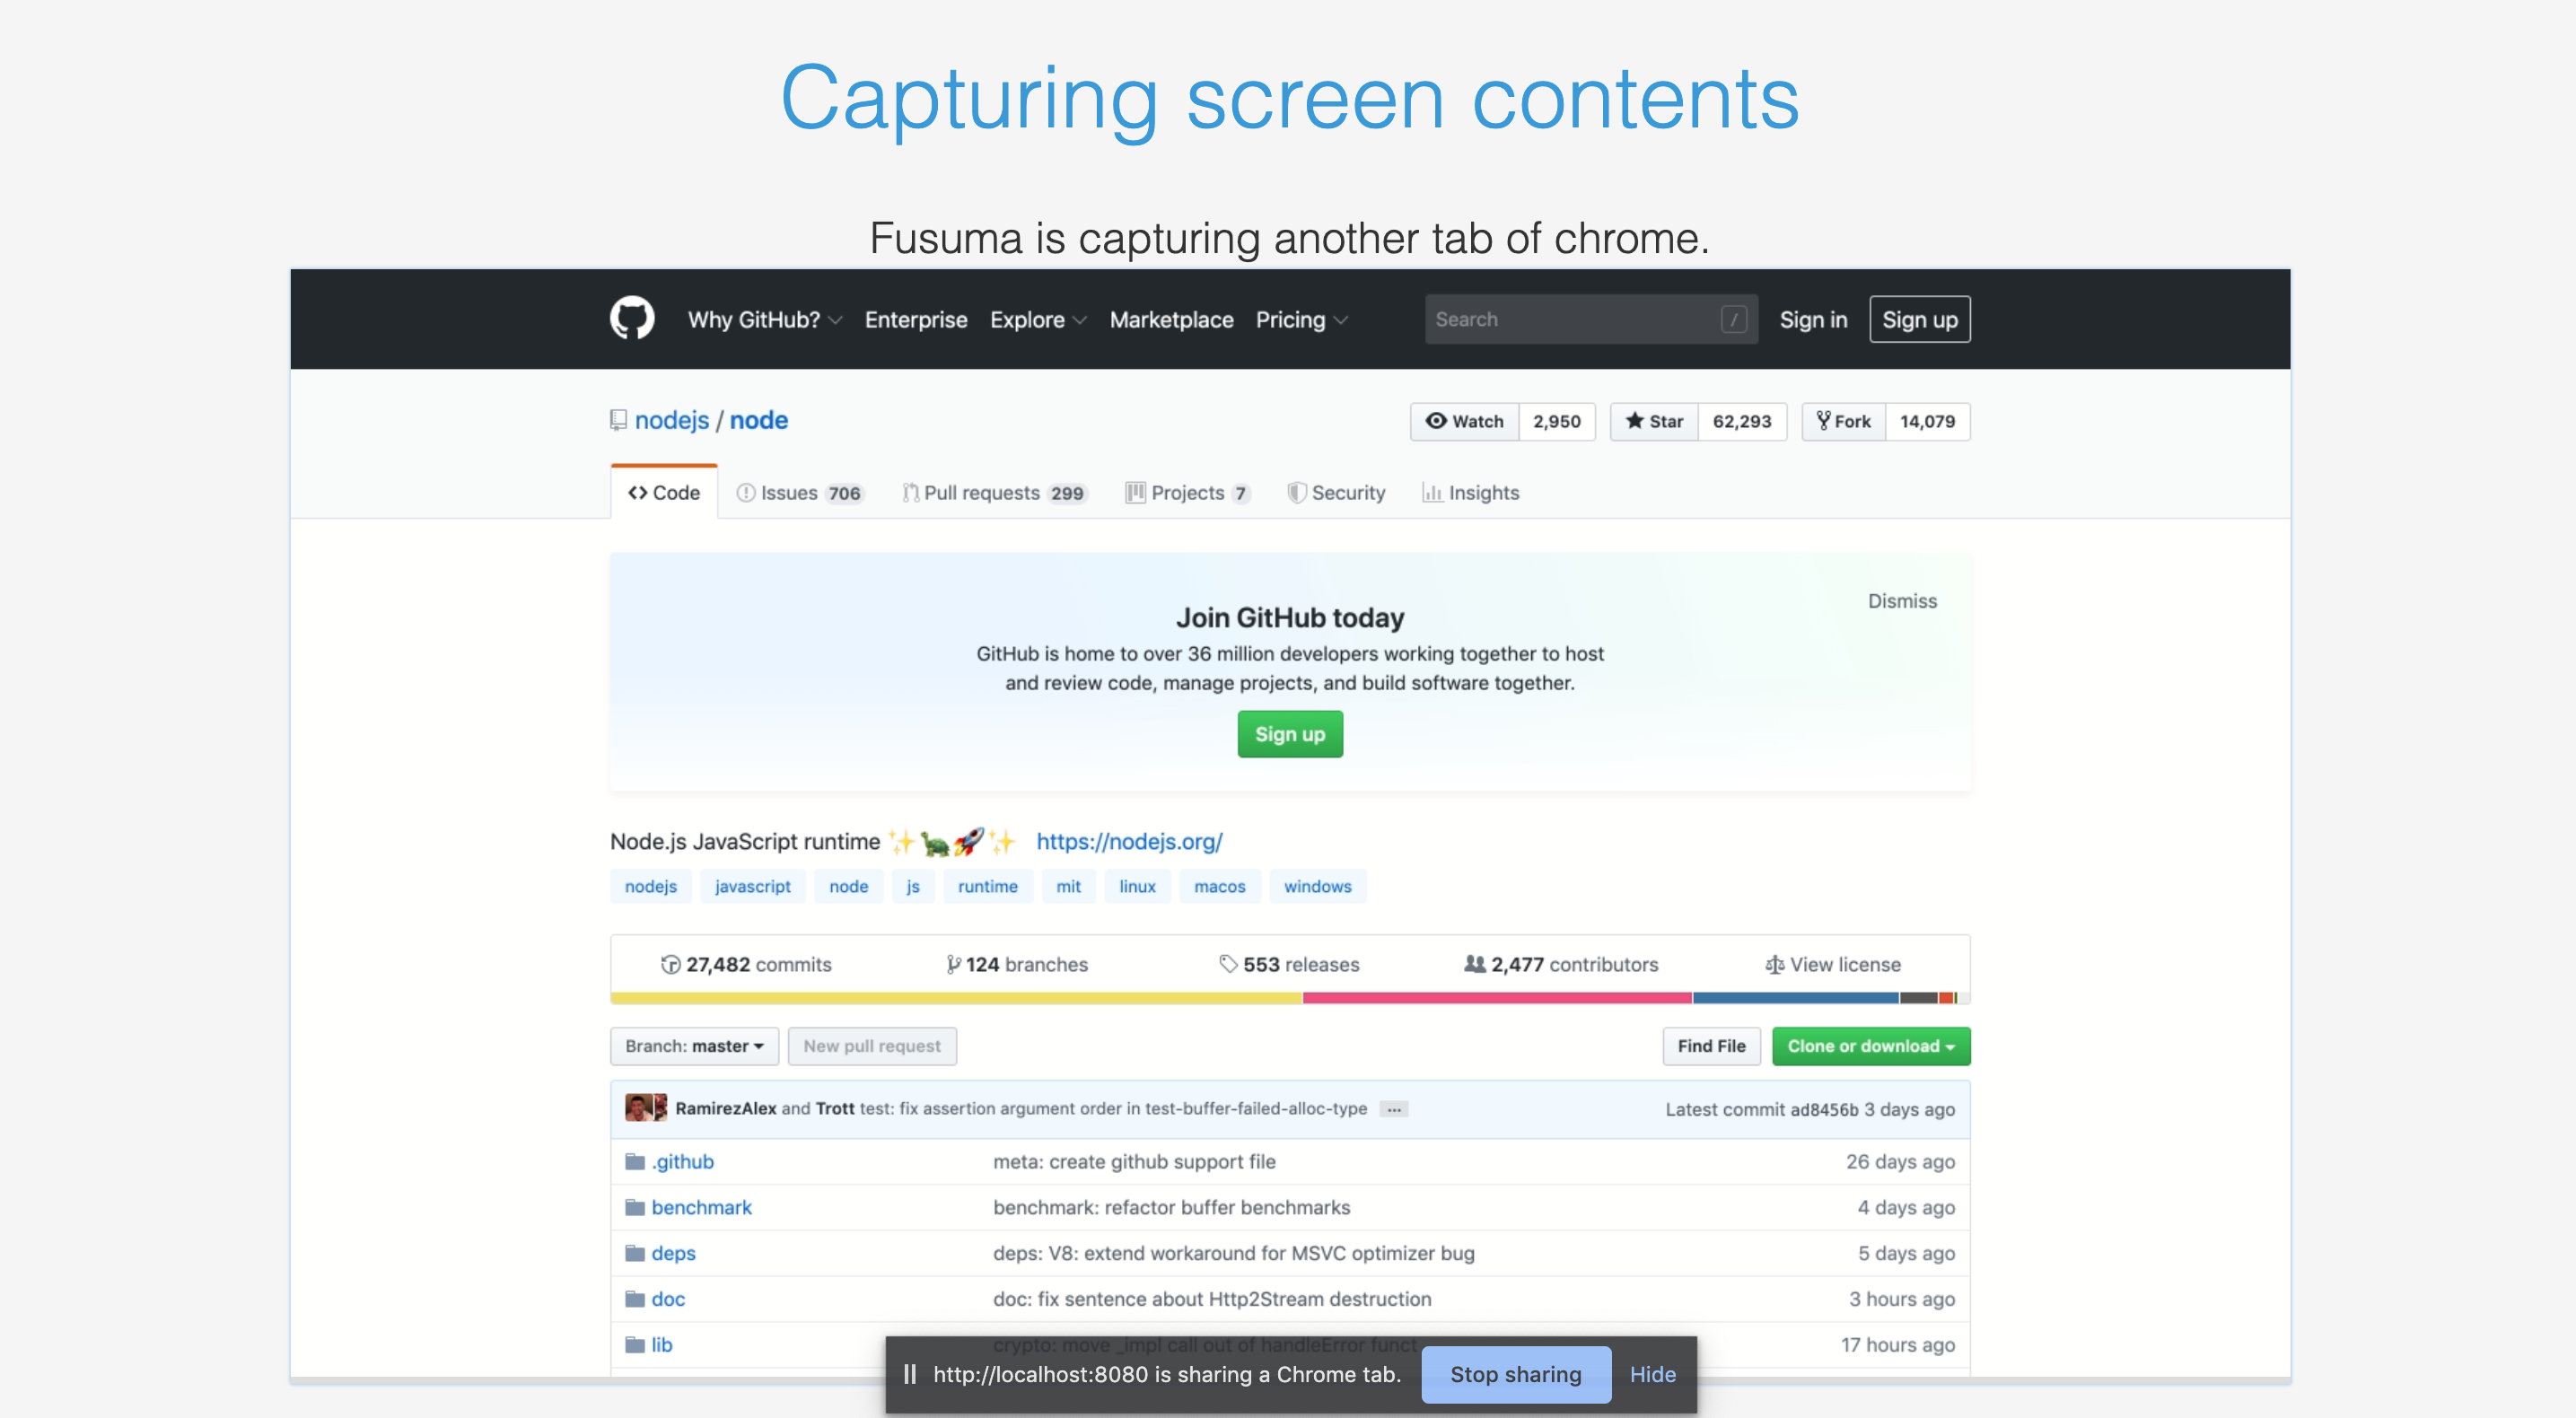 Capturing screen contents
Fusuma is capturing another tab of chrome.
Why GitHub? Enterprise Explore Marketplace Pricing Search / Sign in Sign up
nodejs / node Watch 2,950 Star 62,293 Fork 14,079
<> Code Issues 706 Pull requests 299 Projects 7 Security Insights
Dismiss
Join GitHub today
GitHub is home to over 36 million developers working together to host
and review code, manage projects, and build software together.
Sign up
Node.js JavaScript runtime ✨🐢🚀✨ https://nodejs.org/
nodejs javascript node js runtime mit linux macos windows
27,482 commits 124 branches 553 releases 2,477 contributors View license
Branch: master New pull request Find File Clone or download
RamirezAlex and Trott test: fix assertion argument order in test-buffer-failed-alloc-type ... Latest commit ad8456b 3 days ago
.github meta: create github support file 26 days ago
benchmark benchmark: refactor buffer benchmarks 4 days ago
deps deps: V8: extend workaround for MSVC optimizer bug 5 days ago
doc doc: fix sentence about Http2Stream destruction 3 hours ago
lib crypto: move _impl call out of handleError funct 17 hours ago
http://localhost:8080 is sharing a Chrome tab. Stop sharing Hide